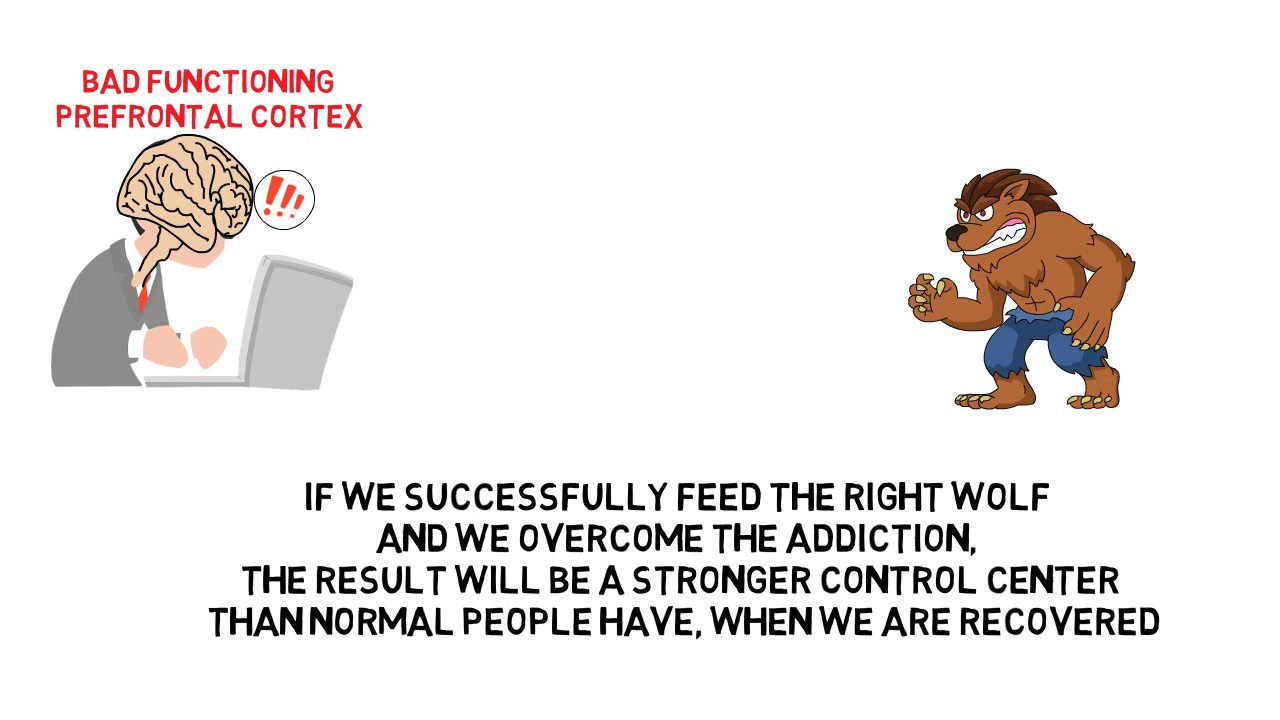 BAD FUNCTIONING
PREFRONTAL CORTEX
!!!
IF WE SUCCESSFULLY FEED THE RIGHT WOLF
AND WE OVERCOME THE ADDICTION,
THE RESULT WILL BE A STRONGER CONTROL CENTER
THAN NORMAL PEOPLE HAVE, WHEN WE ARE RECOVERED